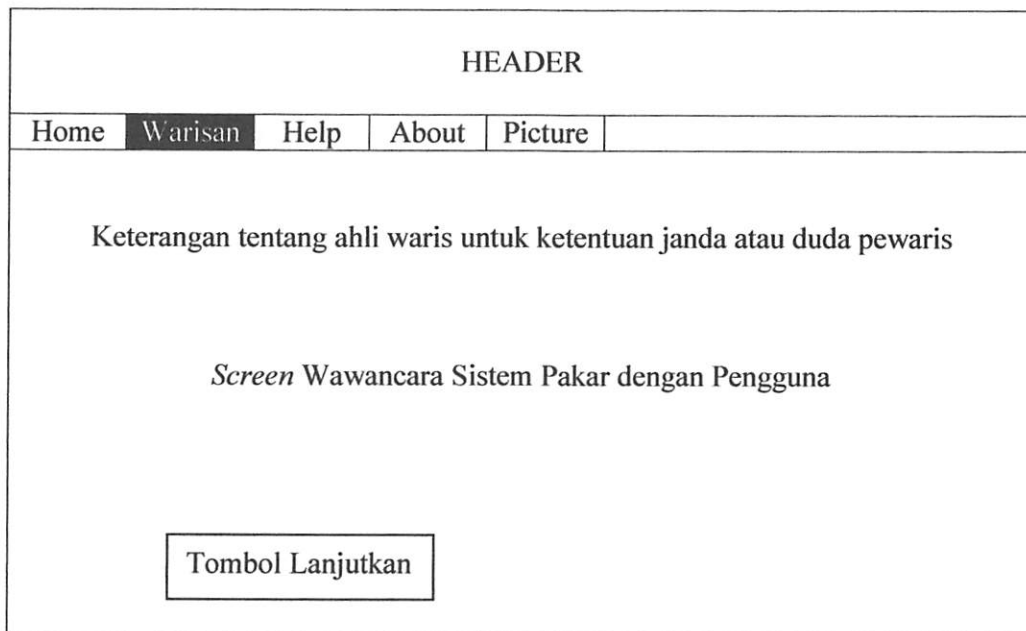 HEADER
Home Warisan Help About Picture
Keterangan tentang ahli waris untuk ketentuan janda atau duda pewaris
Screen Wawancara Sistem Pakar dengan Pengguna
Tombol Lanjutkan